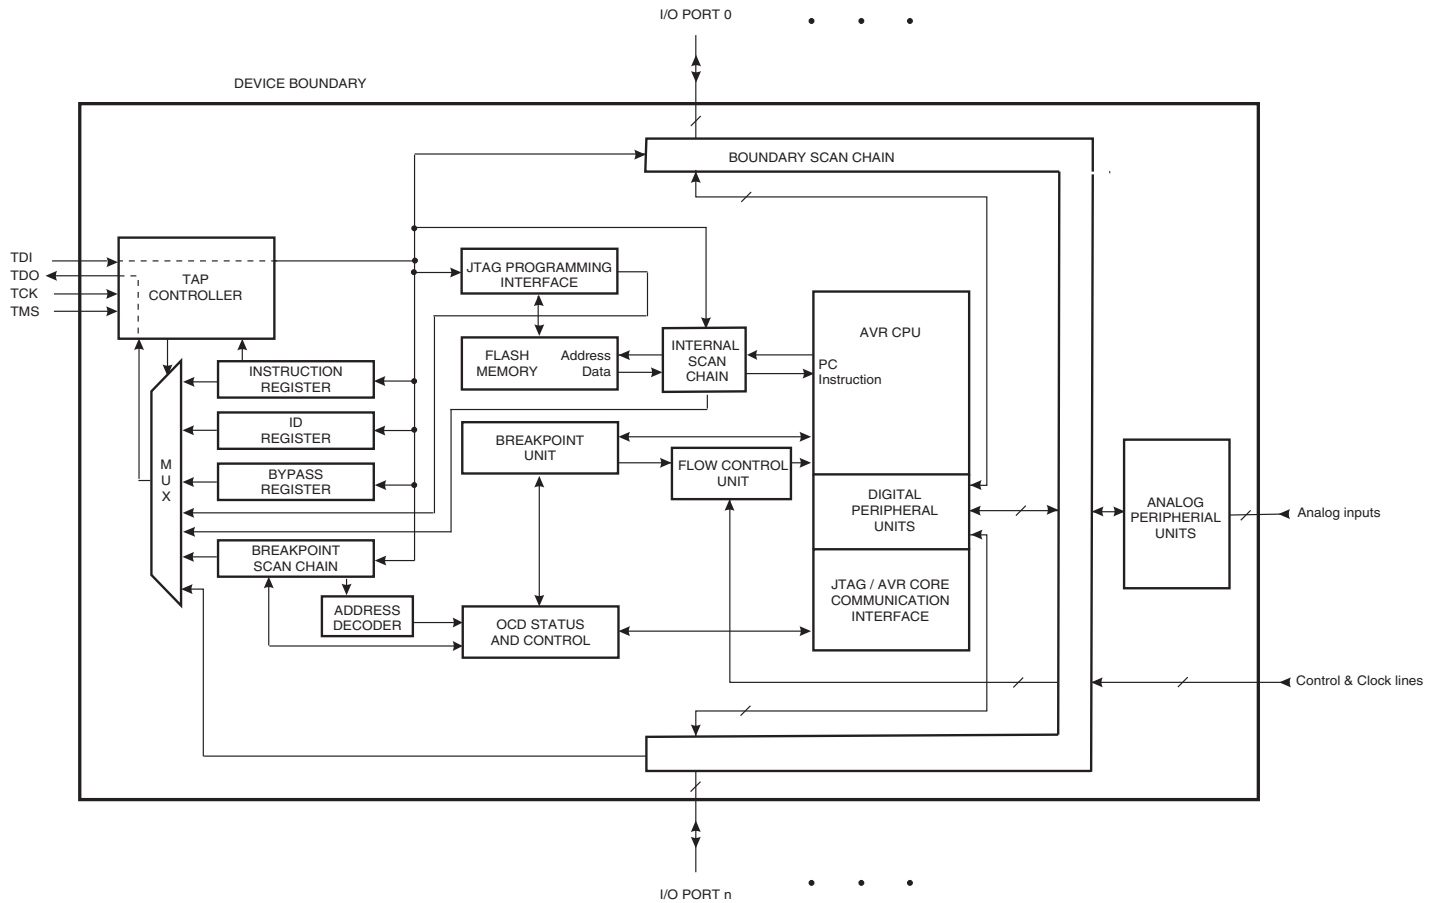 I/O PORT 0
DEVICE BOUNDARY
BOUNDARY SCAN CHAIN
TDI
TDO
TCK
TMS
TAP
CONTROLLER
JTAG PROGRAMMING
INTERFACE
AVR CPU
FLASH
MEMORY
Address
Data
INTERNAL
SCAN
CHAIN
PC
Instruction
INSTRUCTION
REGISTER
ID
REGISTER
M
U
X
BYPASS
REGISTER
BREAKPOINT
UNIT
FLOW CONTROL
UNIT
DIGITAL
PERIPHERAL
UNITS
ANALOG
PERIPHERIAL
UNITS
Analog inputs
BREAKPOINT
SCAN CHAIN
ADDRESS
DECODER
OCD STATUS
AND CONTROL
JTAG / AVR CORE
COMMUNICATION
INTERFACE
Control & Clock lines
I/O PORT n